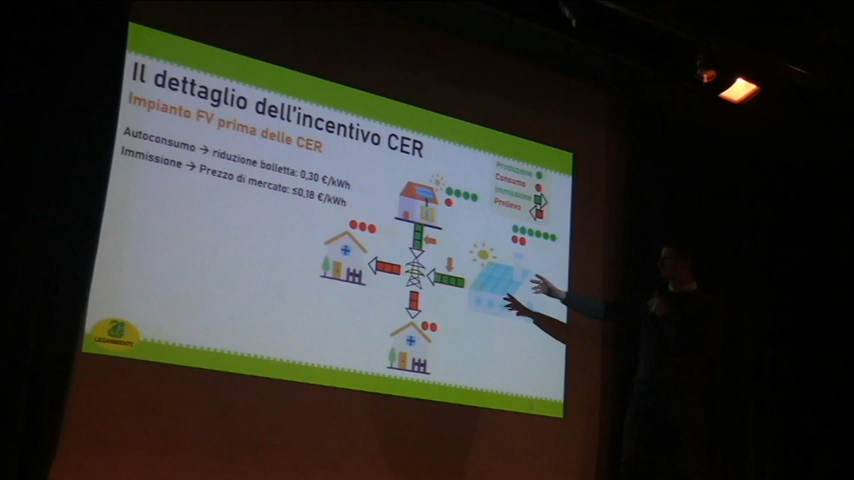 Il dettaglio dell'incentivo CER
Impianto FV prima delle CER
Autoconsumo → riduzione bolletta: 0,30 €/kWh
Immissione → Prezzo di mercato: ≤0,18 €/kWh
Produzione
Consumo
Immissione
Prelievo
LEGAMBIENTE